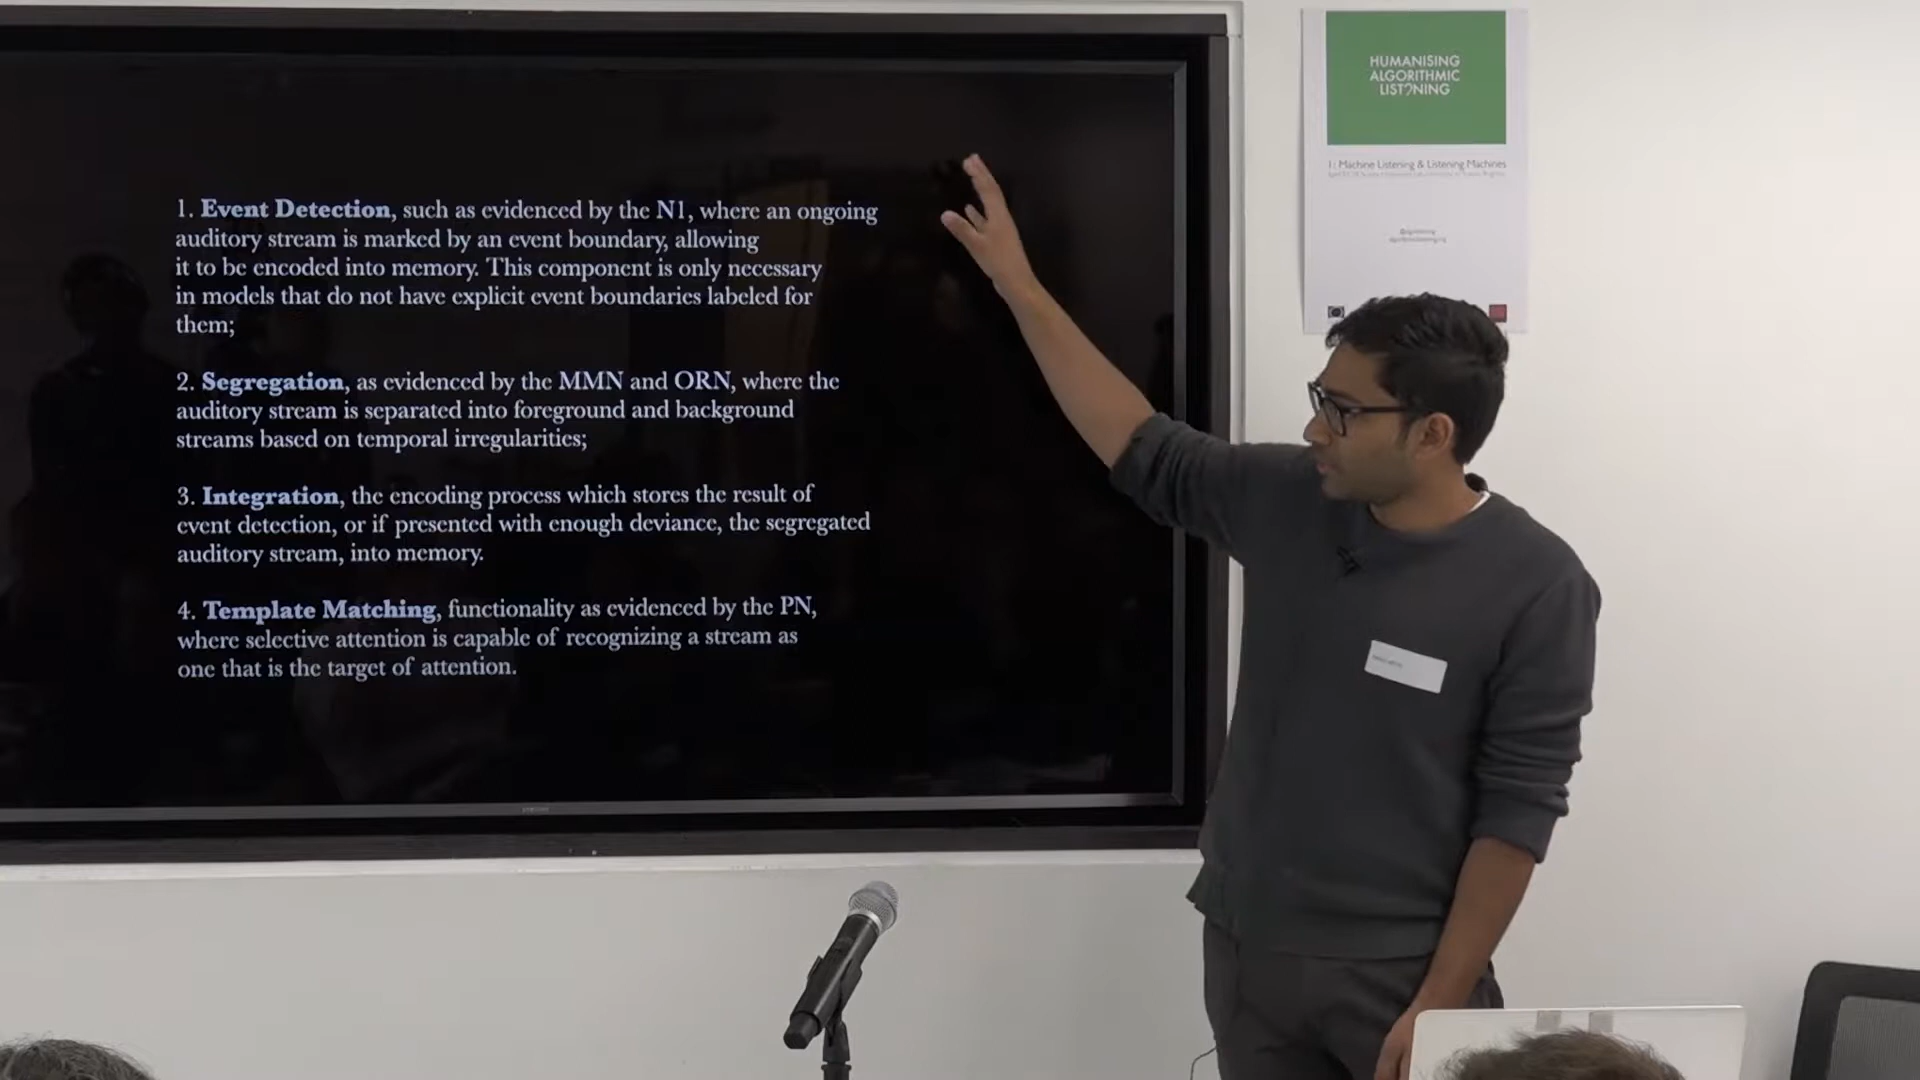 1. Event Detection, such as evidenced by the N1, where an ongoing
auditory stream is marked by an event boundary, allowing
it to be encoded into memory. This component is only necessary
in models that do not have explicit event boundaries labeled for
them;
2. Segregation, as evidenced by the MMN and ORN, where the
auditory stream is separated into foreground and background
streams based on temporal irregularities;
3. Integration, the encoding process which stores the result of
event detection, or if presented with enough deviance, the segregated
auditory stream, into memory.
4. Template Matching, functionality as evidenced by the PN,
where selective attention is capable of recognizing a stream as
one that is the target of attention.
HUMANISING
ALGORITHMIC
LIST?NING
1: Machine Listening & Listening Machines